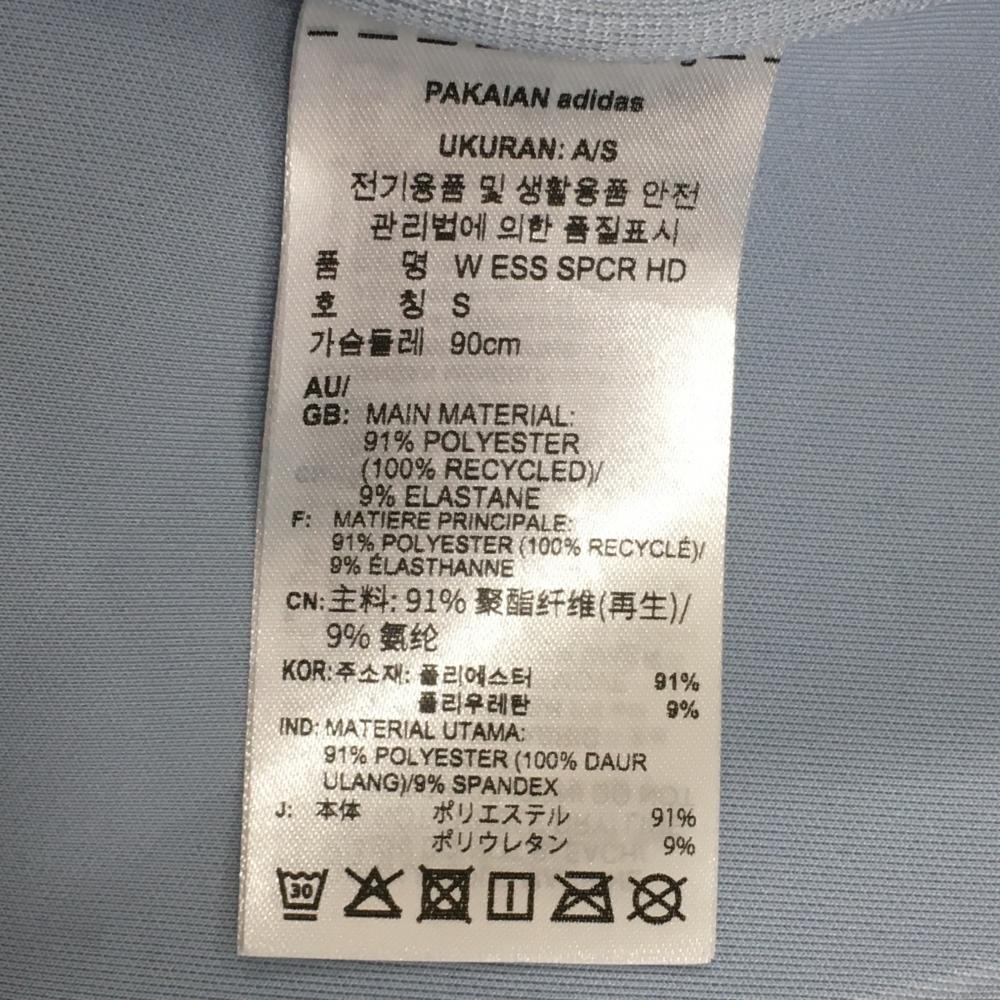 PAKAIAN adidas
UKURAN: A/S
전기용품 및 생활용품 안전
관리법에 의한 품질표시
품 명 W ESS SPCR HD
호 칭 S
가슴둘레 90cm
AU/
GB: MAIN MATERIAL:
91% POLYESTER
(100% RECYCLED)/
9% ELASTANE
F: MATIERE PRINCIPALE:
91% POLYESTER (100% RECYCLÉ)/
9% ÉLASTHANNE
CN: 主料: 91% 聚酯纤维(再生)/
9% 氨纶
KOR: 주소재: 폴리에스터 91%
폴리우레탄 9%
IND: MATERIAL UTAMA:
91% POLYESTER (100% DAUR
ULANG)/9% SPANDEX
J: 本体 ポリエステル 91%
ポリウレタン 9%
30